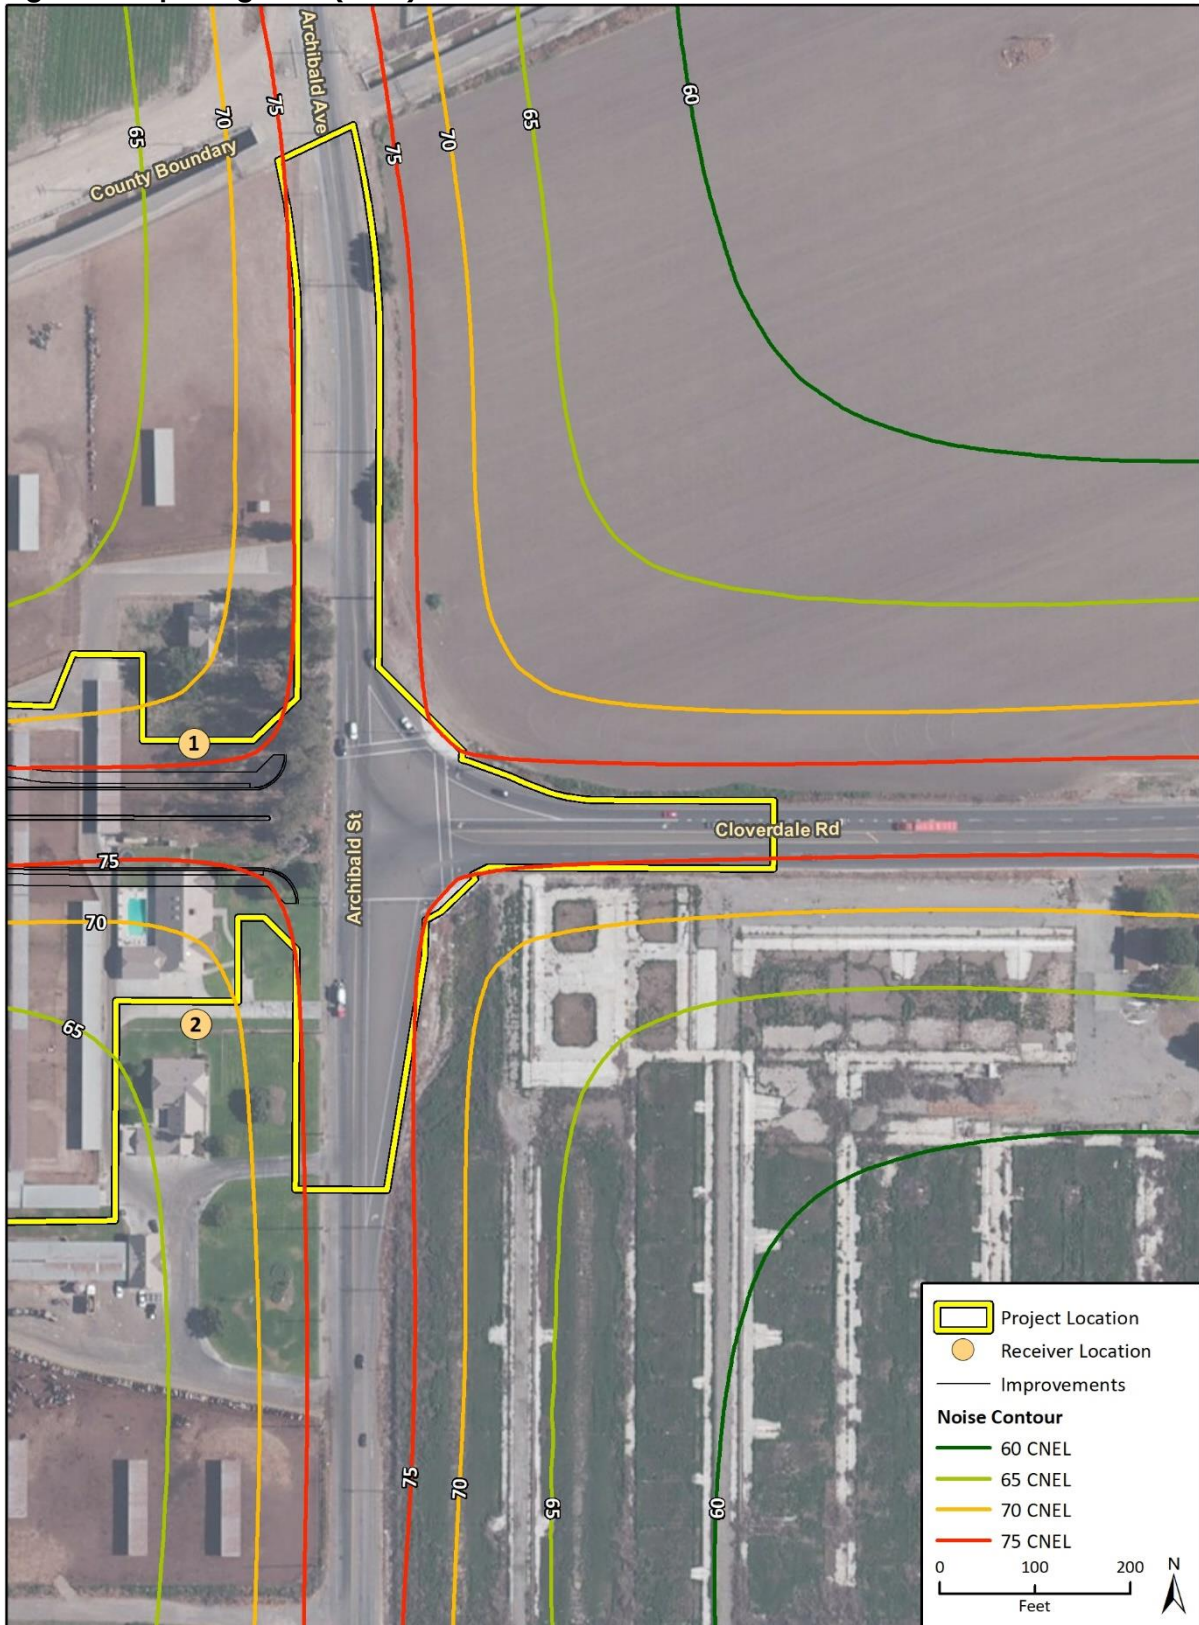 Archibald Ave
75
70
65
County Boundary
75
70
65
60
1
Cloverdale Rd
Archibald St
75
70
65
2
75
70
65
60
Project Location
Receiver Location
Improvements
Noise Contour
60 CNEL
65 CNEL
70 CNEL
75 CNEL
0 100 200
Feet
N